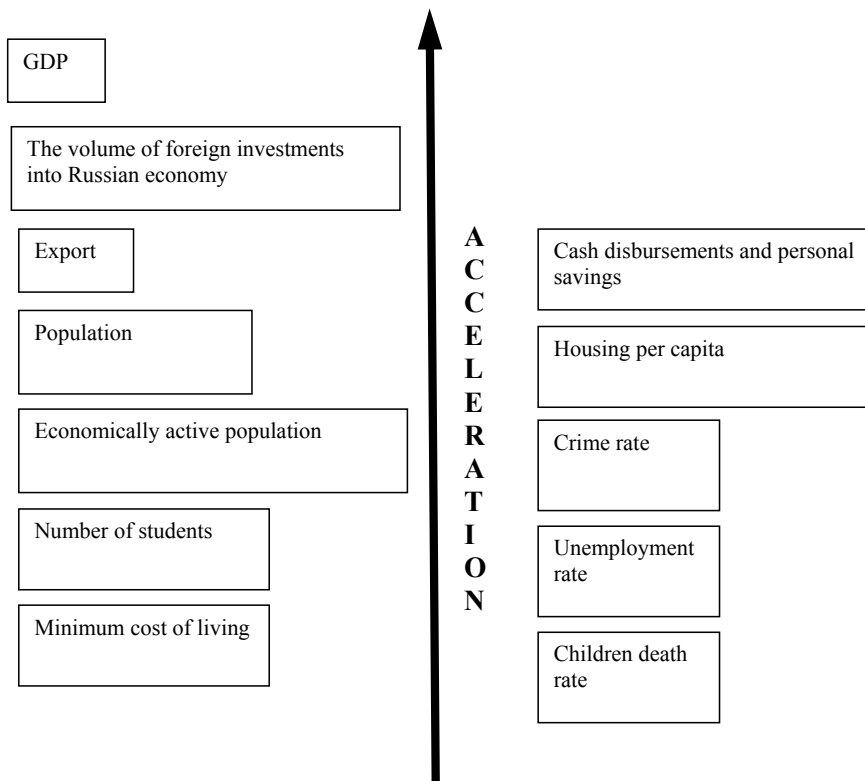 GDP
The volume of foreign investments
into Russian economy
Export
Population
Economically active population
Number of students
Minimum cost of living
ACCELERATION
Cash disbursements and personal
savings
Housing per capita
Crime rate
Unemployment
rate
Children death
rate